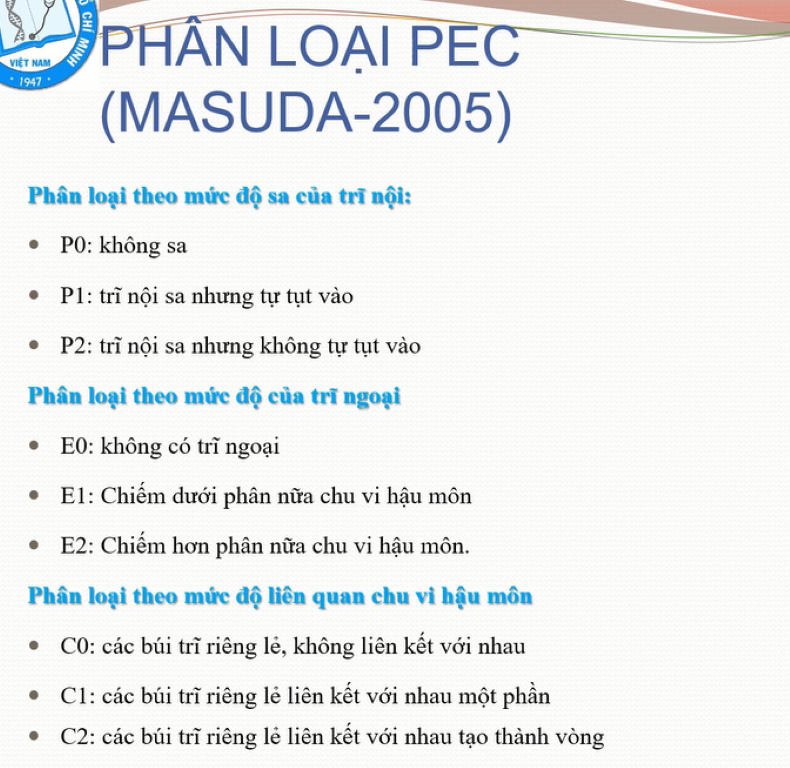 Ồ CHÍ MINH
VIỆT NAM
1947
PHÂN LOẠI PEC
(MASUDA-2005)
Phân loại theo mức độ sa của trĩ nội:
P0: không sa
P1: trĩ nội sa nhưng tự tụt vào
P2: trĩ nội sa nhưng không tự tụt vào
Phân loại theo mức độ của trĩ ngoại
E0: không có trĩ ngoại
E1: Chiếm dưới phân nữa chu vi hậu môn
E2: Chiếm hơn phân nữa chu vi hậu môn.
Phân loại theo mức độ liên quan chu vi hậu môn
C0: các búi trĩ riêng lẻ, không liên kết với nhau
C1: các búi trĩ riêng lẻ liên kết với nhau một phần
C2: các búi trĩ riêng lẻ liên kết với nhau tạo thành vòng